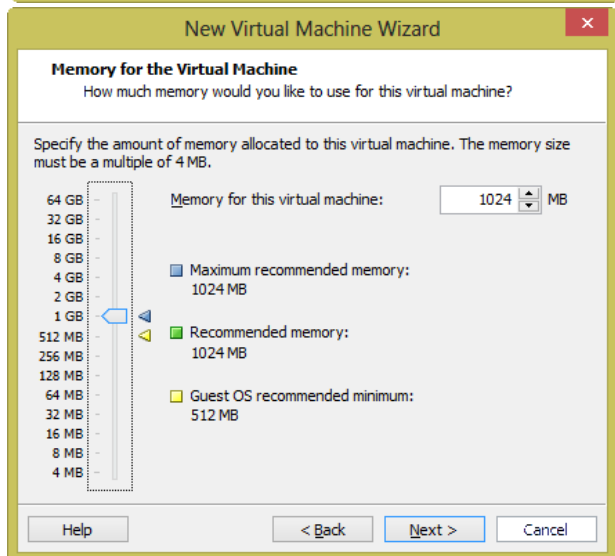 New Virtual Machine Wizard
Memory for the Virtual Machine
How much memory would you like to use for this virtual machine?
Specify the amount of memory allocated to this virtual machine. The memory size
must be a multiple of 4 MB.
Memory for this virtual machine: 1024 MB
64 GB
32 GB
16 GB
8 GB
4 GB
2 GB
1 GB
512 MB
256 MB
128 MB
64 MB
32 MB
16 MB
8 MB
4 MB
Maximum recommended memory:
1024 MB
Recommended memory:
1024 MB
Guest OS recommended minimum:
512 MB
Help < Back Next > Cancel